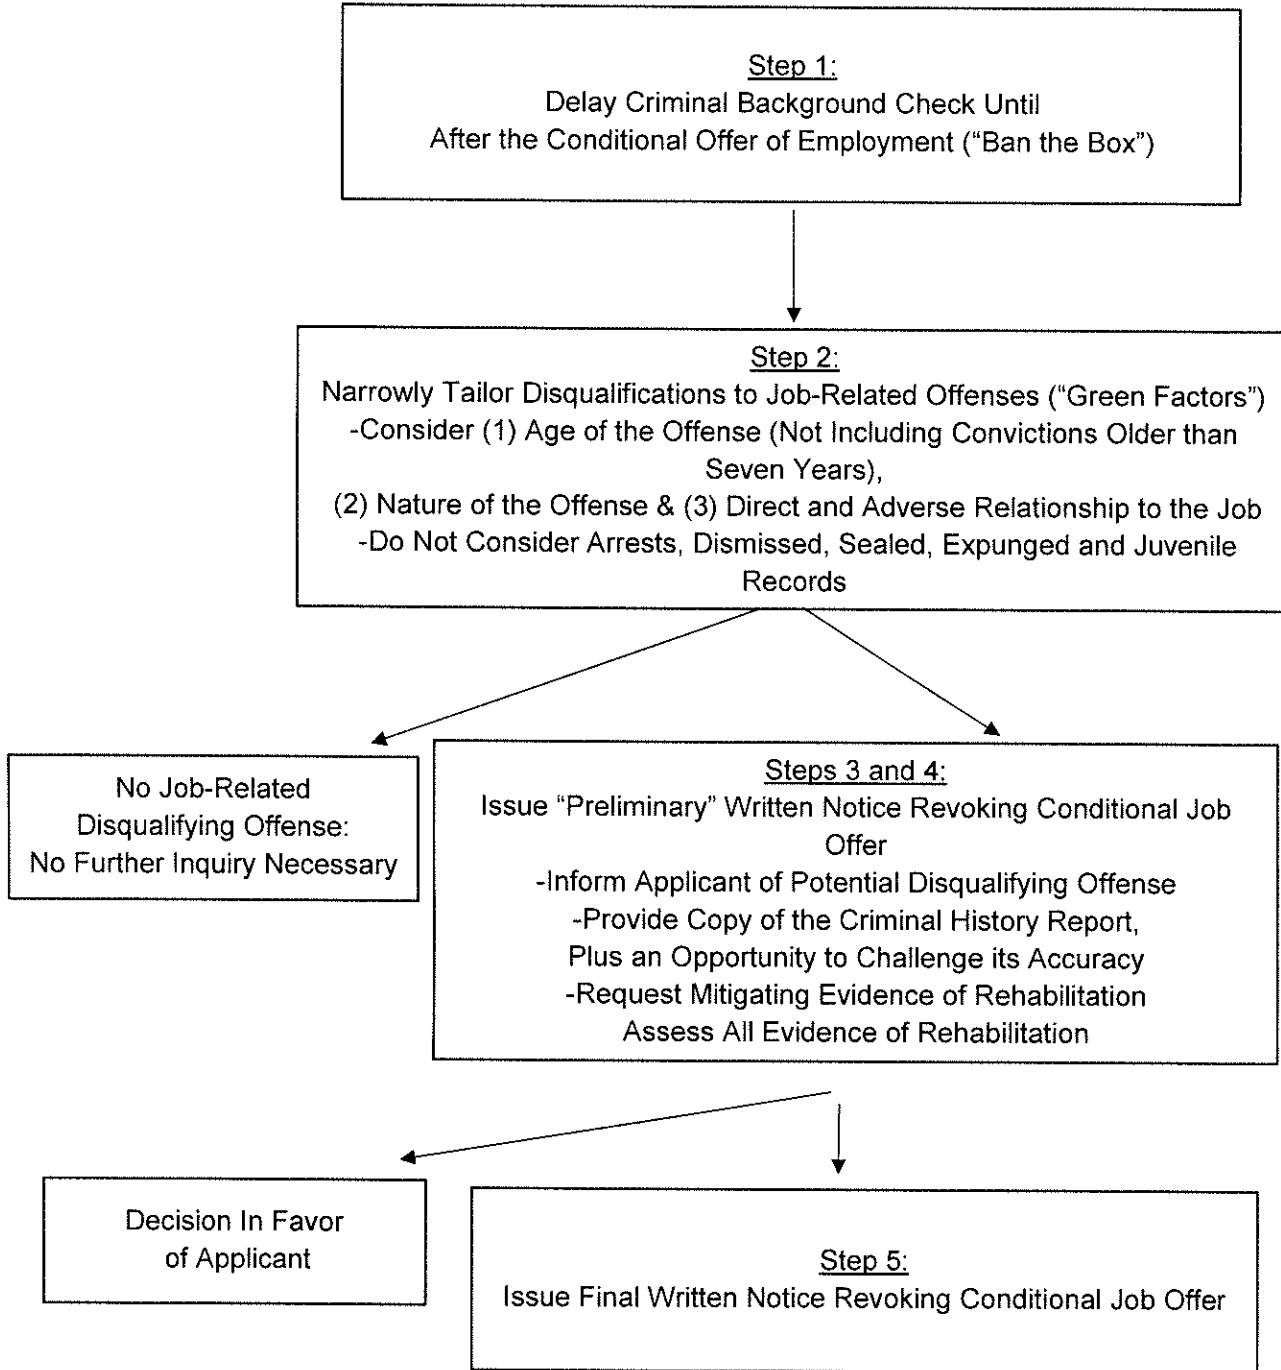 Step 1:
Delay Criminal Background Check Until
After the Conditional Offer of Employment (“Ban the Box”)
Step 2:
Narrowly Tailor Disqualifications to Job-Related Offenses (“Green Factors”)
-Consider (1) Age of the Offense (Not Including Convictions Older than
Seven Years),
(2) Nature of the Offense & (3) Direct and Adverse Relationship to the Job
-Do Not Consider Arrests, Dismissed, Sealed, Expunged and Juvenile
Records
No Job-Related
Disqualifying Offense:
No Further Inquiry Necessary
Steps 3 and 4:
Issue “Preliminary” Written Notice Revoking Conditional Job
Offer
-Inform Applicant of Potential Disqualifying Offense
-Provide Copy of the Criminal History Report,
Plus an Opportunity to Challenge its Accuracy
-Request Mitigating Evidence of Rehabilitation
Assess All Evidence of Rehabilitation
Decision In Favor
of Applicant
Step 5:
Issue Final Written Notice Revoking Conditional Job Offer